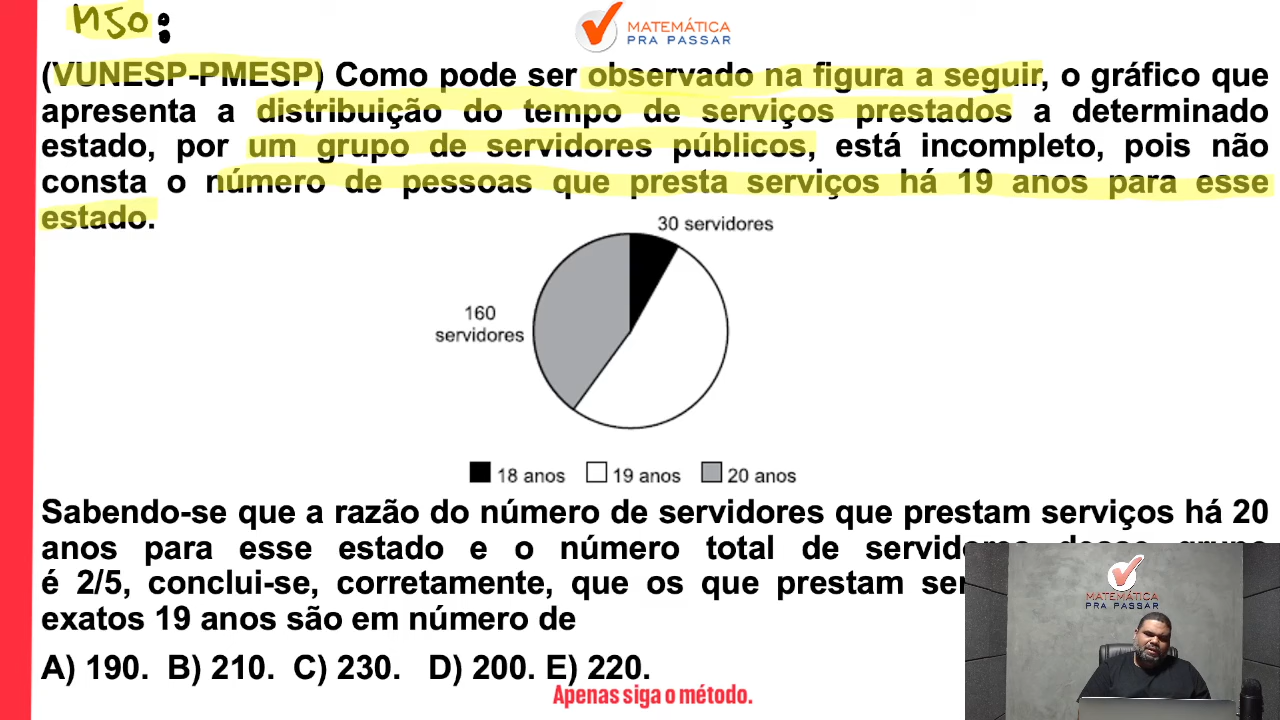 M50:
MATEMÁTICA
PRA PASSAR
(VUNESP-PMESP) Como pode ser observado na figura a seguir, o gráfico que
apresenta a distribuição do tempo de serviços prestados a determinado
estado, por um grupo de servidores públicos, está incompleto, pois não
consta o número de pessoas que presta serviços há 19 anos para esse
estado.
30 servidores
160
servidores
18 anos 19 anos 20 anos
Sabendo-se que a razão do número de servidores que prestam serviços há 20
anos para esse estado e o número total de
é 2/5, conclui-se, corretamente, que os que prestam
exatos 19 anos são em número de
A) 190. B) 210. C) 230. D) 200. E) 220.
Apenas siga o método.
MATEMÁTICA
PRA PASSAR